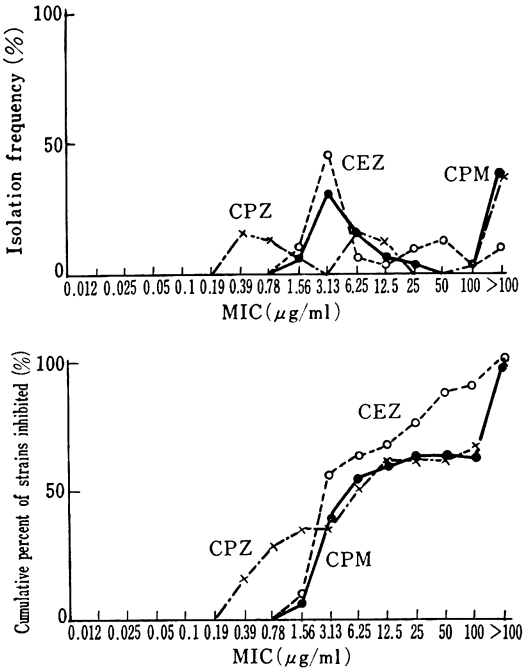 Isolation frequency (%)
100
50
0
CPZ
CEZ
CPM
0.012 0.025 0.05 0.1 0.19 0.39 0.78 1.56 3.13 6.25 12.5 25 50 100 >100
MIC(μg/ml)
Cumulative percent of strains inhibited (%)
100
50
0
CEZ
CPZ
CPM
0.012 0.025 0.05 0.1 0.19 0.39 0.78 1.56 3.13 6.25 12.5 25 50 100 >100
MIC(μg/ml)